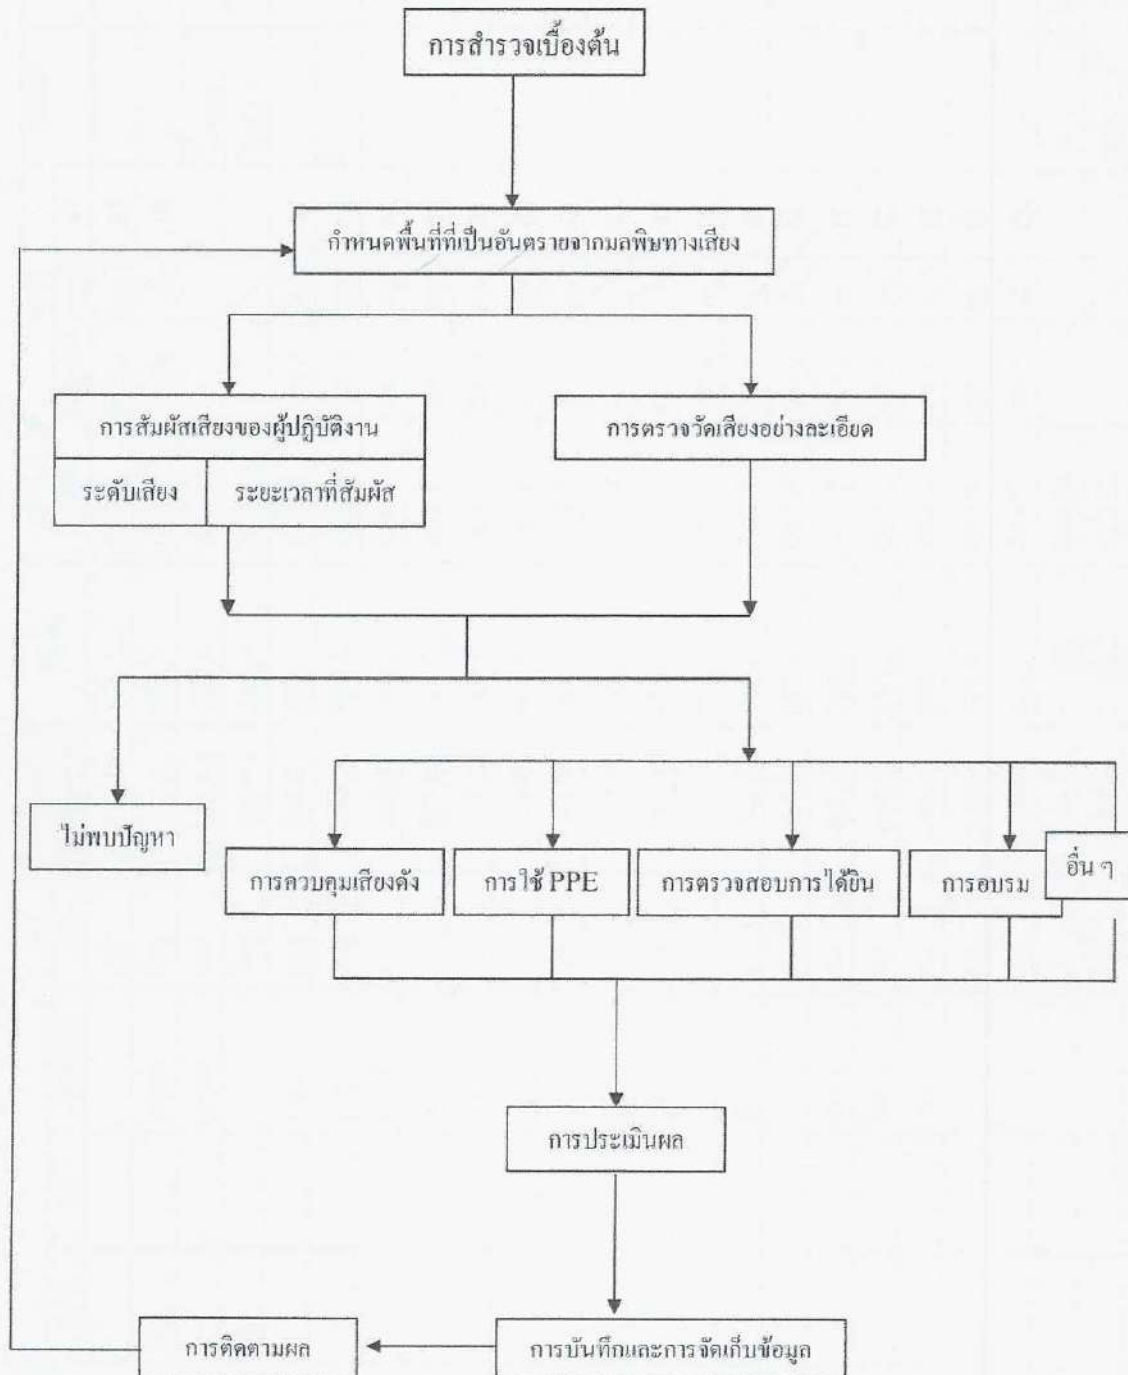 การสำรวจเบื้องต้น
กำหนดพื้นที่ที่เป็นอันตรายจากมลพิษทางเสียง
การสัมผัสเสียงของผู้ปฏิบัติงาน
ระดับเสียง
ระยะเวลาที่สัมผัส
การตรวจวัดเสียงอย่างละเอียด
ไม่พบปัญหา
การควบคุมเสียงดัง
การใช้ PPE
การตรวจสอบการได้ยิน
การอบรม
อื่น ๆ
การประเมินผล
การติดตามผล
การบันทึกและการจัดเก็บข้อมูล